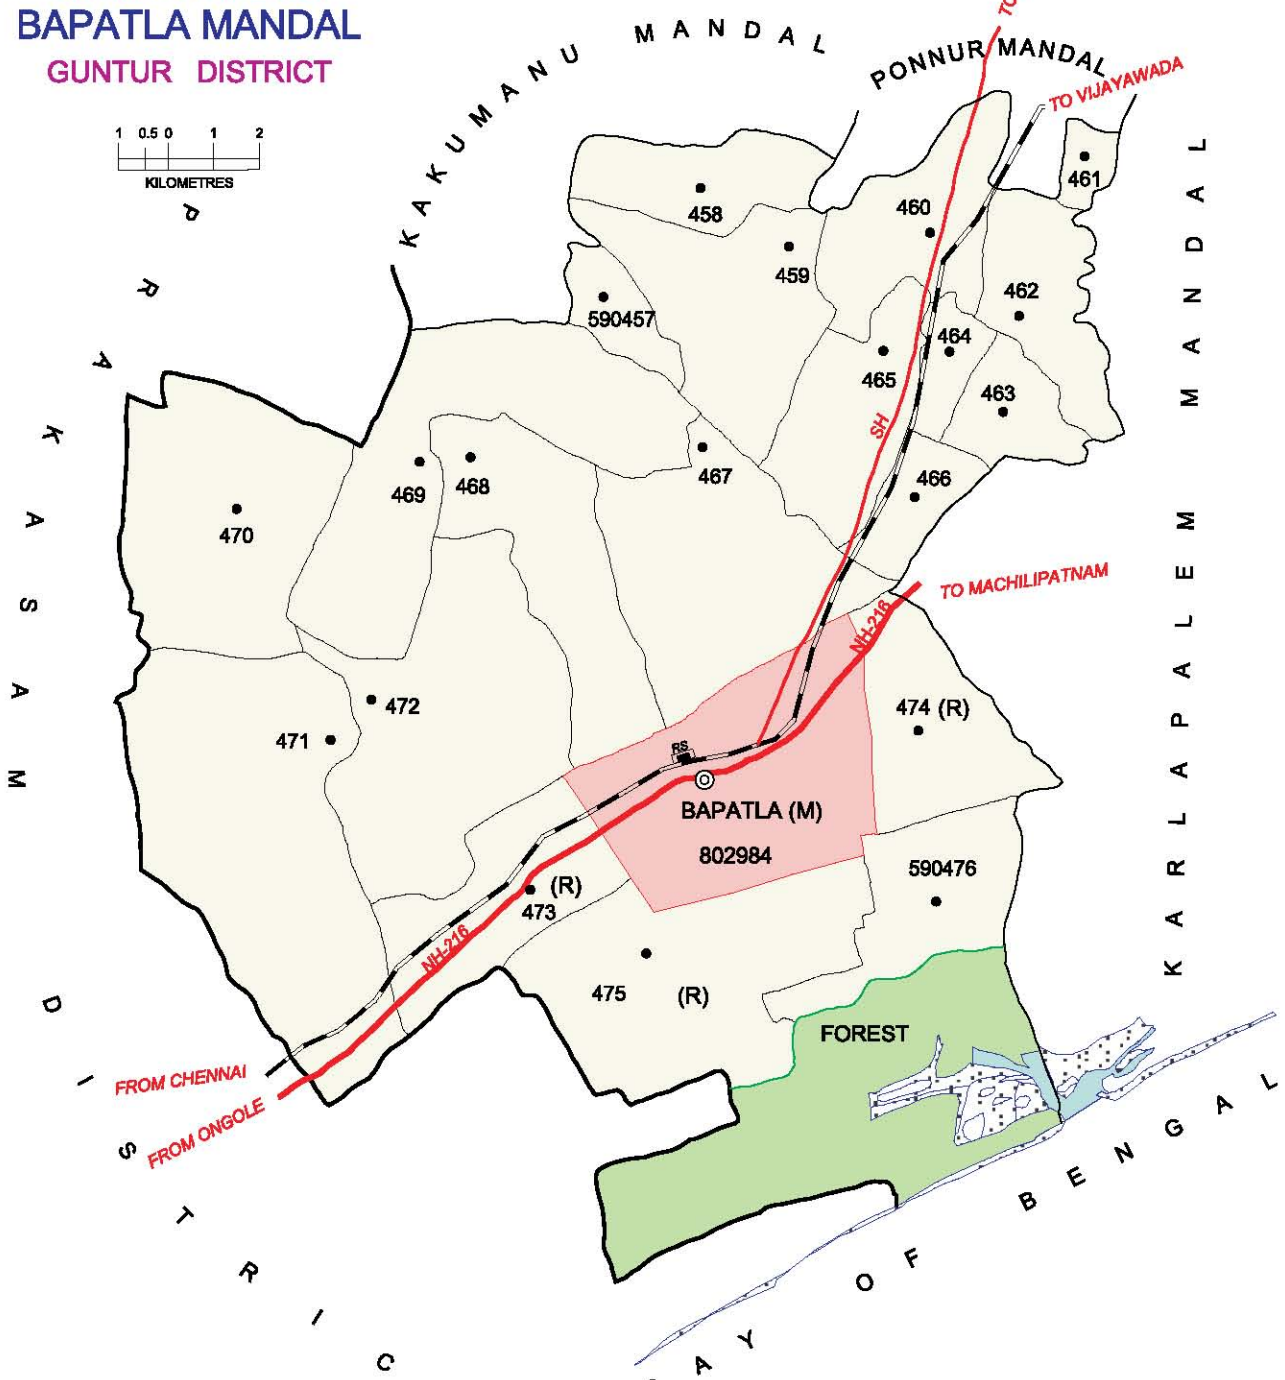 BAPATLA MANDAL
GUNTUR DISTRICT
1 0.5 0 1 2
KILOMETRES
KAKUMANU MANDAL
PONNUR MANDAL
TO
TO VIJAYAWADA
KARLAPALEM MANDAL
PRAKASAM DISTRIC
461
458
460
459
462
590457
464
465
463
SH
467
466
469
468
470
TO MACHILIPATNAM
NH-216
472
474 (R)
471
RS
BAPATLA (M)
802984
590476
(R)
473
NH-216
475 (R)
FOREST
FROM CHENNAI
FROM ONGOLE
AY OF BENGAL